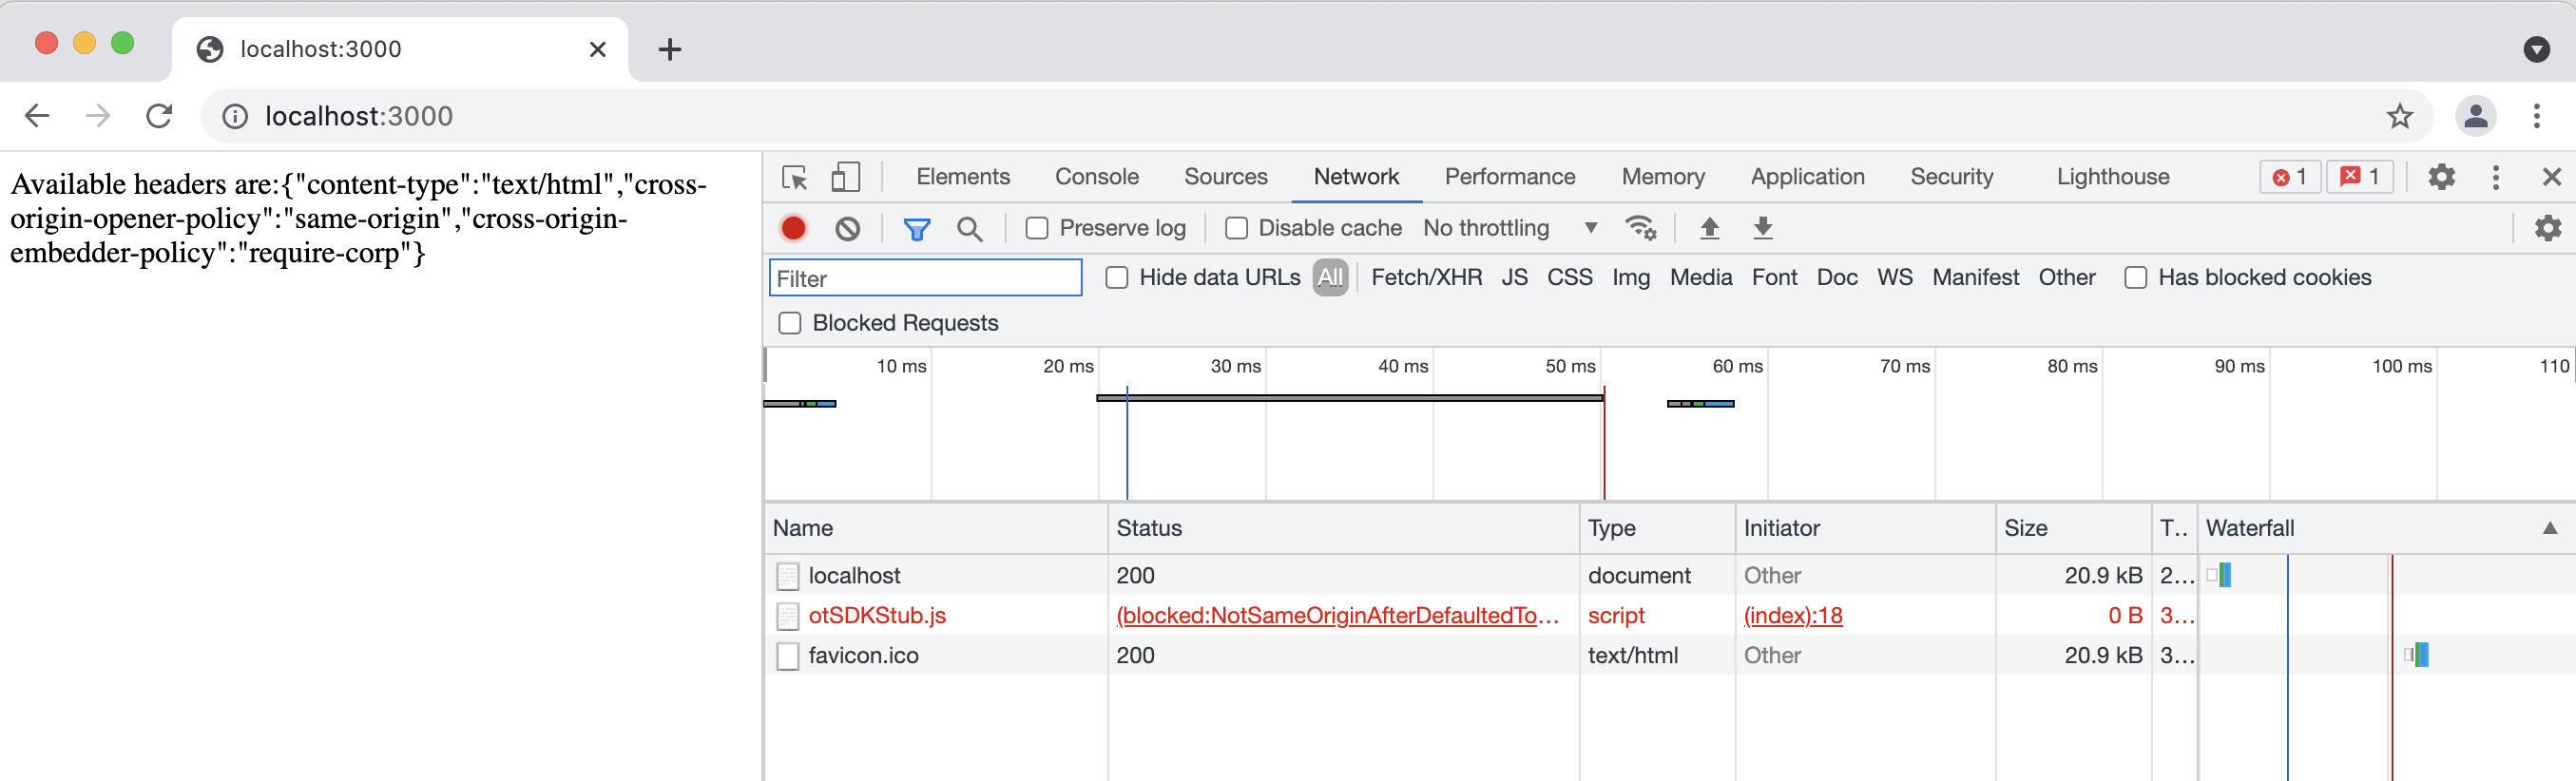 localhost:3000
localhost:3000
Available headers are:{"content-type":"text/html","cross-
origin-opener-policy":"same-origin","cross-origin-
embedder-policy":"require-corp"}
Elements Console Sources Network Performance Memory Application Security Lighthouse 1 1
Preserve log Disable cache No throttling
Filter Hide data URLs All Fetch/XHR JS CSS Img Media Font Doc WS Manifest Other Has blocked cookies
Blocked Requests
10 ms 20 ms 30 ms 40 ms 50 ms 60 ms 70 ms 80 ms 90 ms 100 ms 110
Name Status Type Initiator Size T.. Waterfall
localhost 200 document Other 20.9 kB 2...
otSDKStub.js (blocked:NotSameOriginAfterDefaultedTo... script (index):18 0 B 3...
favicon.ico 200 text/html Other 20.9 kB 3...